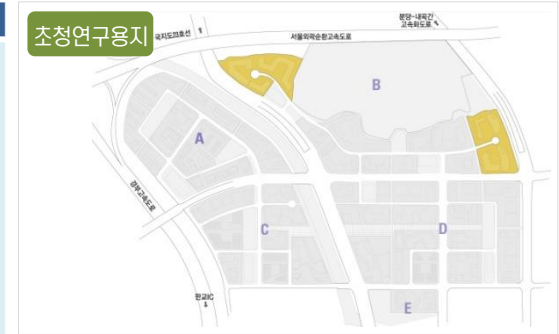 초청연구용지
국지도23호선
서울외곽순환고속도로
분당~내곡간
고속화도로
B
A
경부고속도로
C
D
판교IC
E